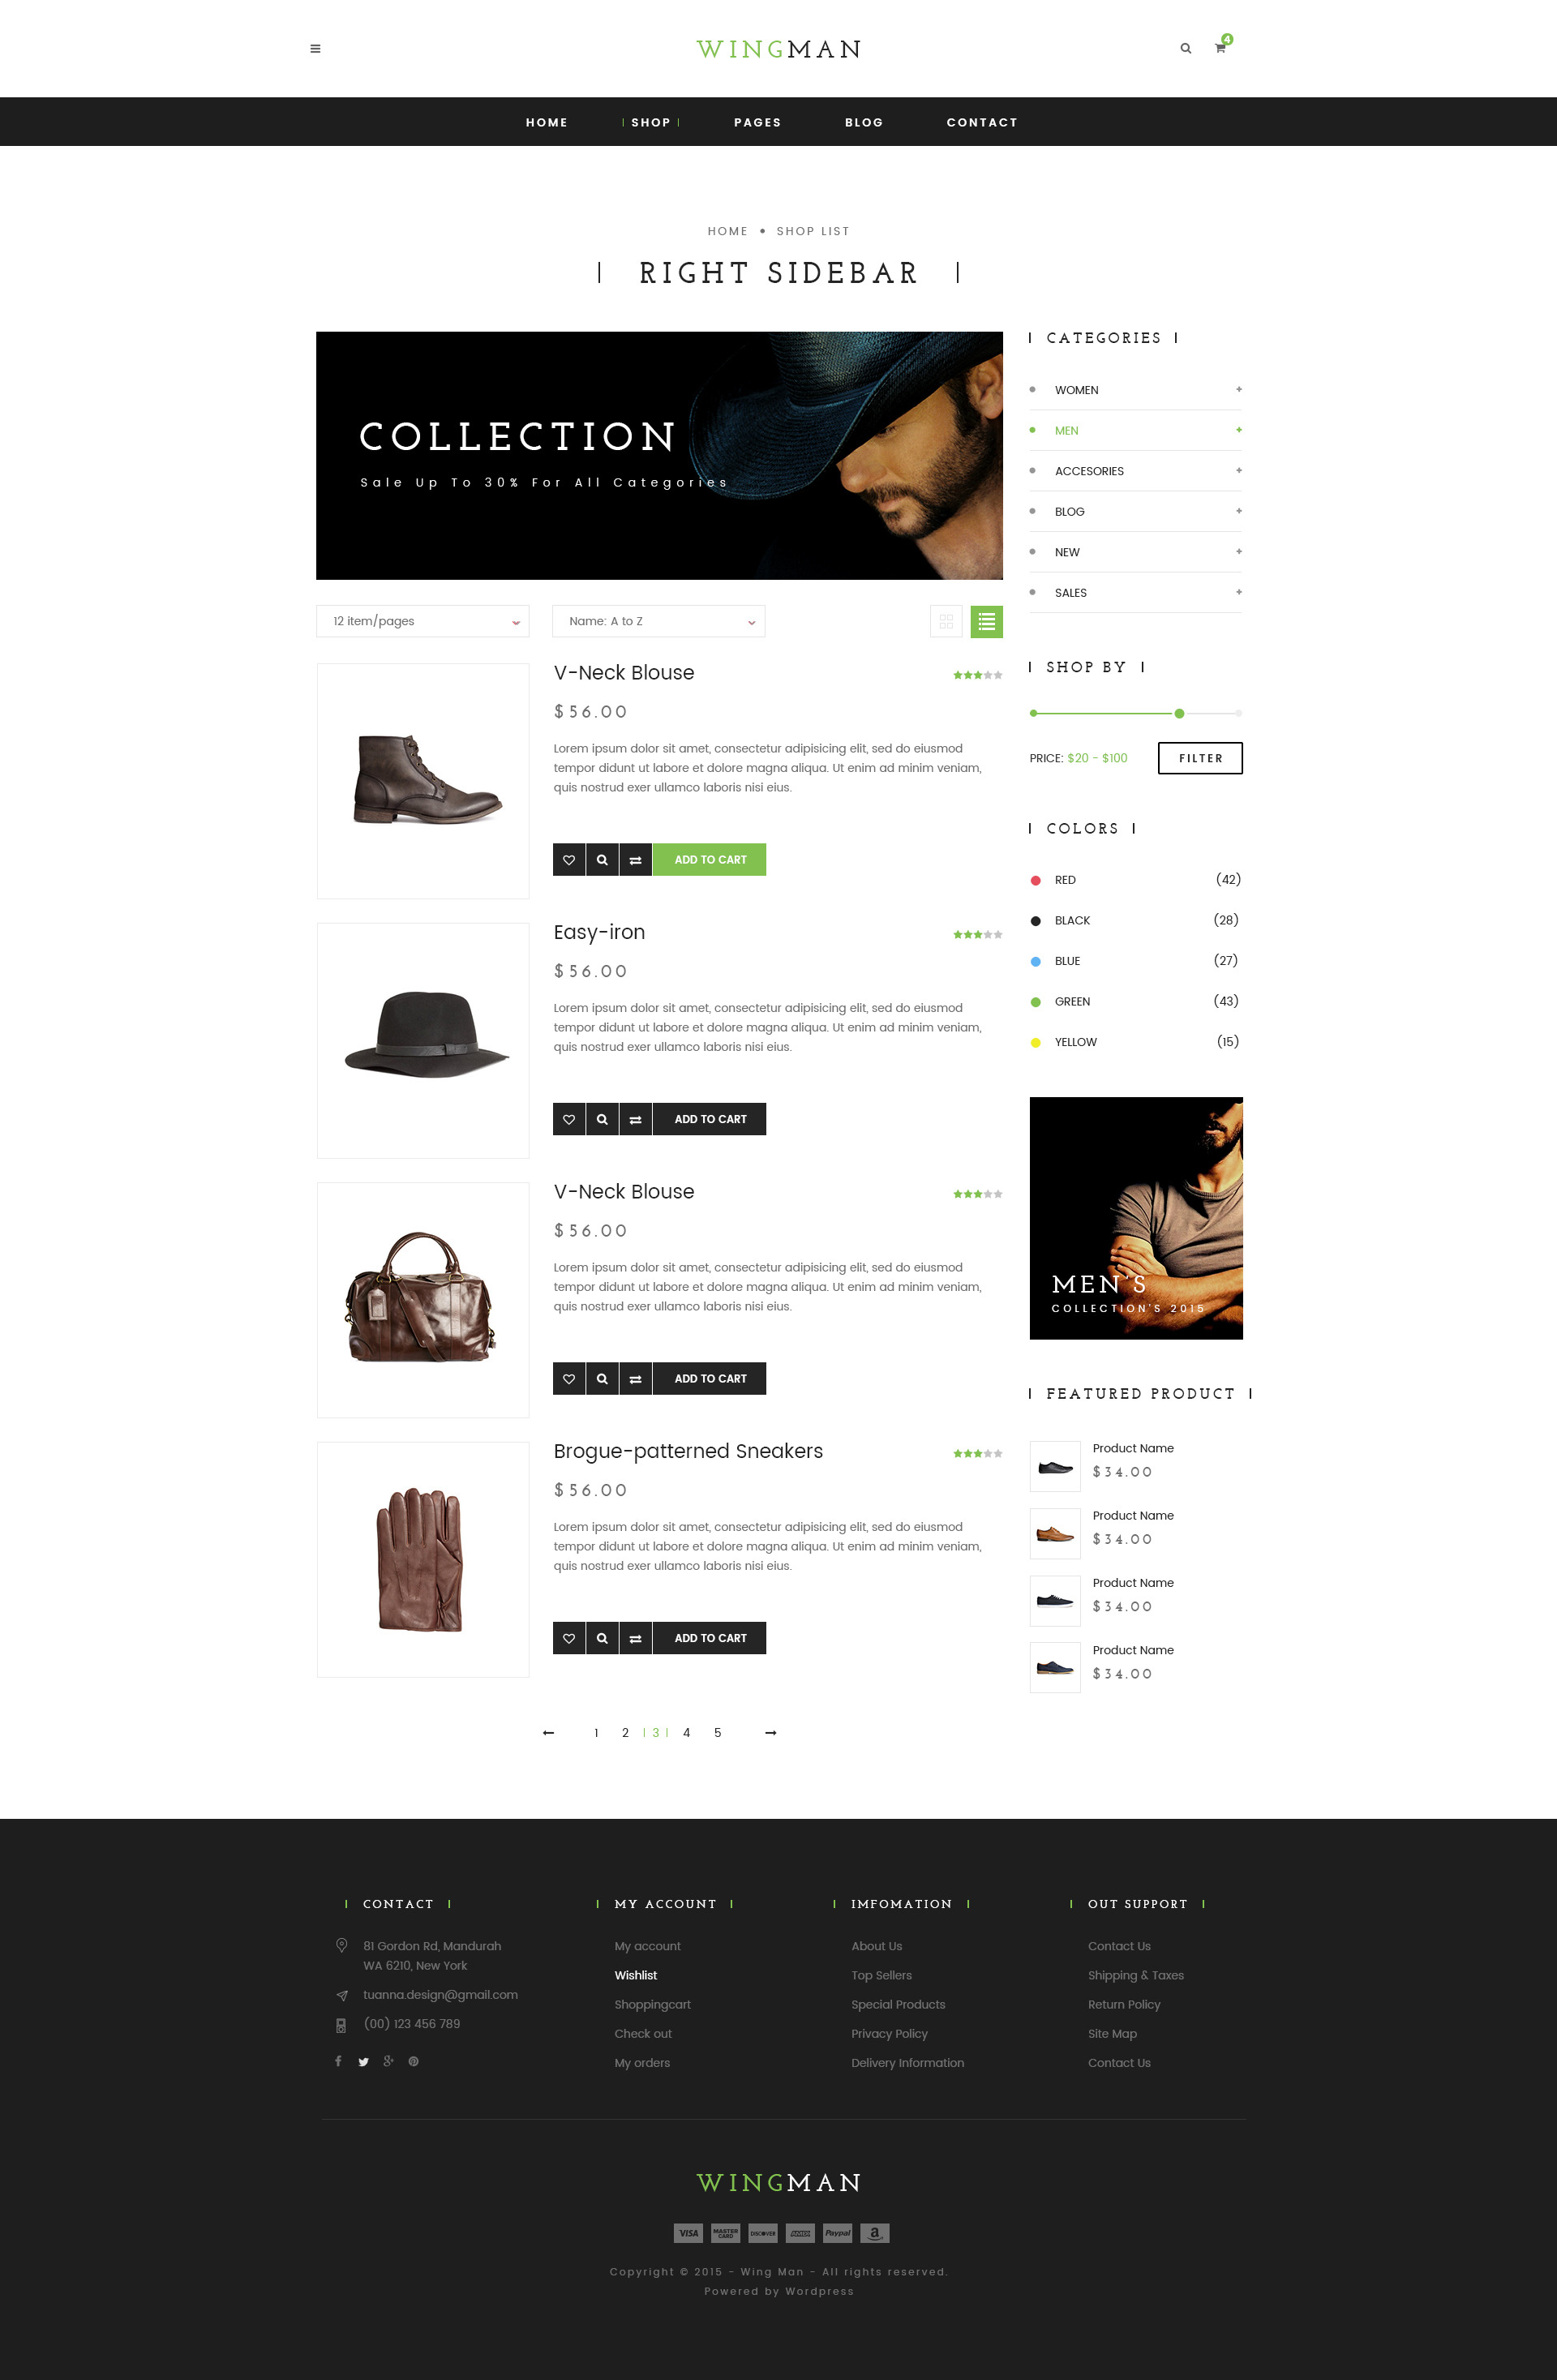 WINGMAN
4
HOME SHOP PAGES BLOG CONTACT
HOME • SHOP LIST
RIGHT SIDEBAR
COLLECTION
Sale Up To 30% For All Categories
12 item/pages
Name: A to Z
V-Neck Blouse
$56.00
Lorem ipsum dolor sit amet, consectetur adipisicing elit, sed do eiusmod
tempor didunt ut labore et dolore magna aliqua. Ut enim ad minim veniam,
quis nostrud exer ullamco laboris nisi eius.
ADD TO CART
Easy-iron
$56.00
Lorem ipsum dolor sit amet, consectetur adipisicing elit, sed do eiusmod
tempor didunt ut labore et dolore magna aliqua. Ut enim ad minim veniam,
quis nostrud exer ullamco laboris nisi eius.
ADD TO CART
V-Neck Blouse
$56.00
Lorem ipsum dolor sit amet, consectetur adipisicing elit, sed do eiusmod
tempor didunt ut labore et dolore magna aliqua. Ut enim ad minim veniam,
quis nostrud exer ullamco laboris nisi eius.
ADD TO CART
Brogue-patterned Sneakers
$56.00
Lorem ipsum dolor sit amet, consectetur adipisicing elit, sed do eiusmod
tempor didunt ut labore et dolore magna aliqua. Ut enim ad minim veniam,
quis nostrud exer ullamco laboris nisi eius.
ADD TO CART
1 2 3 4 5
CATEGORIES
WOMEN
MEN
ACCESORIES
BLOG
NEW
SALES
SHOP BY
PRICE: $20 - $100
FILTER
COLORS
RED (42)
BLACK (28)
BLUE (27)
GREEN (43)
YELLOW (15)
MEN'S
COLLECTION'S 2015
FEATURED PRODUCT
Product Name
$34.00
Product Name
$34.00
Product Name
$34.00
Product Name
$34.00
CONTACT
81 Gordon Rd, Mandurah
WA 6210, New York
tuanna.design@gmail.com
(00) 123 456 789
MY ACCOUNT
My account
Wishlist
Shoppingcart
Check out
My orders
IMFOMATION
About Us
Top Sellers
Special Products
Privacy Policy
Delivery Information
OUT SUPPORT
Contact Us
Shipping & Taxes
Return Policy
Site Map
Contact Us
WINGMAN
VISA
MASTER
CARD
DISCOVER
AMEX
Paypal
a
Copyright © 2015 - Wing Man - All rights reserved.
Powered by Wordpress